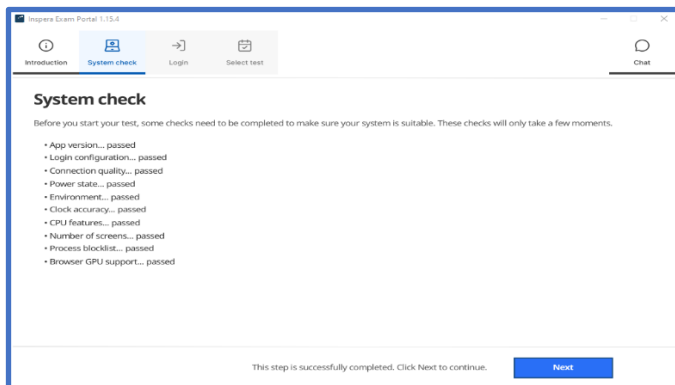 Inspera Exam Portal 1.15.4
Introduction
System check
Login
Select test
Chat
System check
Before you start your test, some checks need to be completed to make sure your system is suitable. These checks will only take a few moments.
• App version... passed
• Login configuration... passed
• Connection quality... passed
• Power state... passed
• Environment... passed
• Clock accuracy... passed
• CPU features... passed
• Number of screens... passed
• Process blocklist... passed
• Browser GPU support... passed
This step is successfully completed. Click Next to continue.
Next